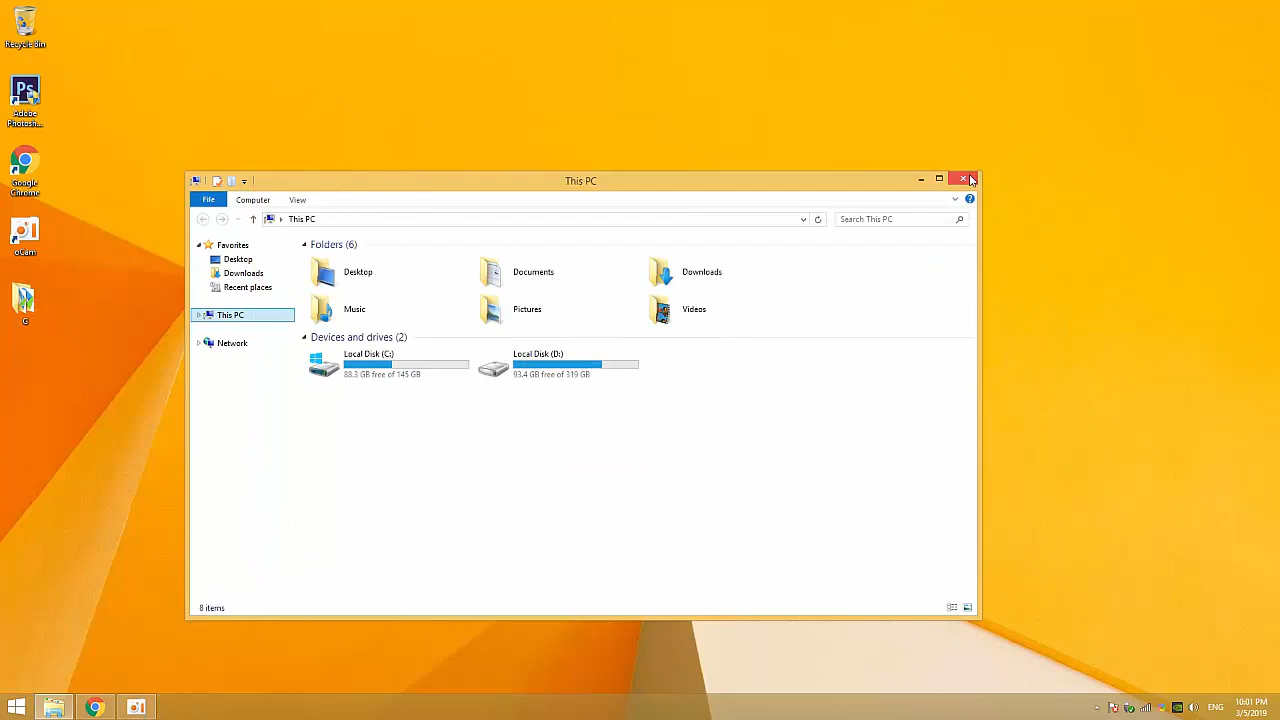 Recycle Bin
Ps
Adobe
Photosh...
Google
Chrome
oCam
G
This PC
File
Computer
View
This PC
Search This PC
Favorites
Desktop
Downloads
Recent places
This PC
Network
Folders (6)
Desktop
Documents
Downloads
Music
Pictures
Videos
Devices and drives (2)
Local Disk (C:)
88.3 GB free of 145 GB
Local Disk (D:)
93.4 GB free of 319 GB
8 items
ENG
10:01 PM
3/5/2019